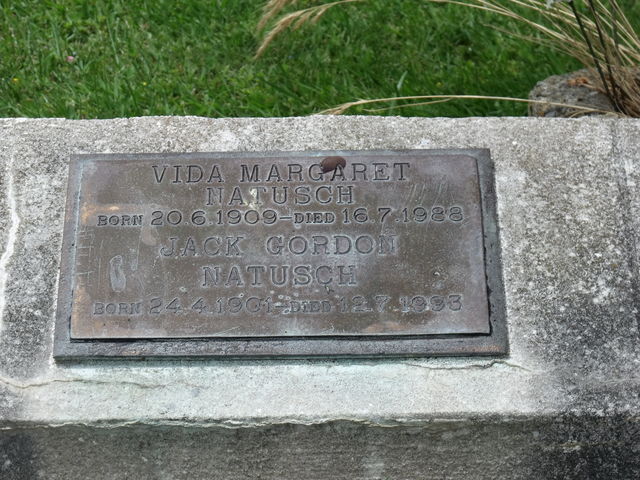 VIDA MARGARET
NATUSCH
BORN 20.6.1909-DIED 16.7.1988
JACK GORDON
NATUSCH
BORN 24.4.1901-DIED 12.7.1993